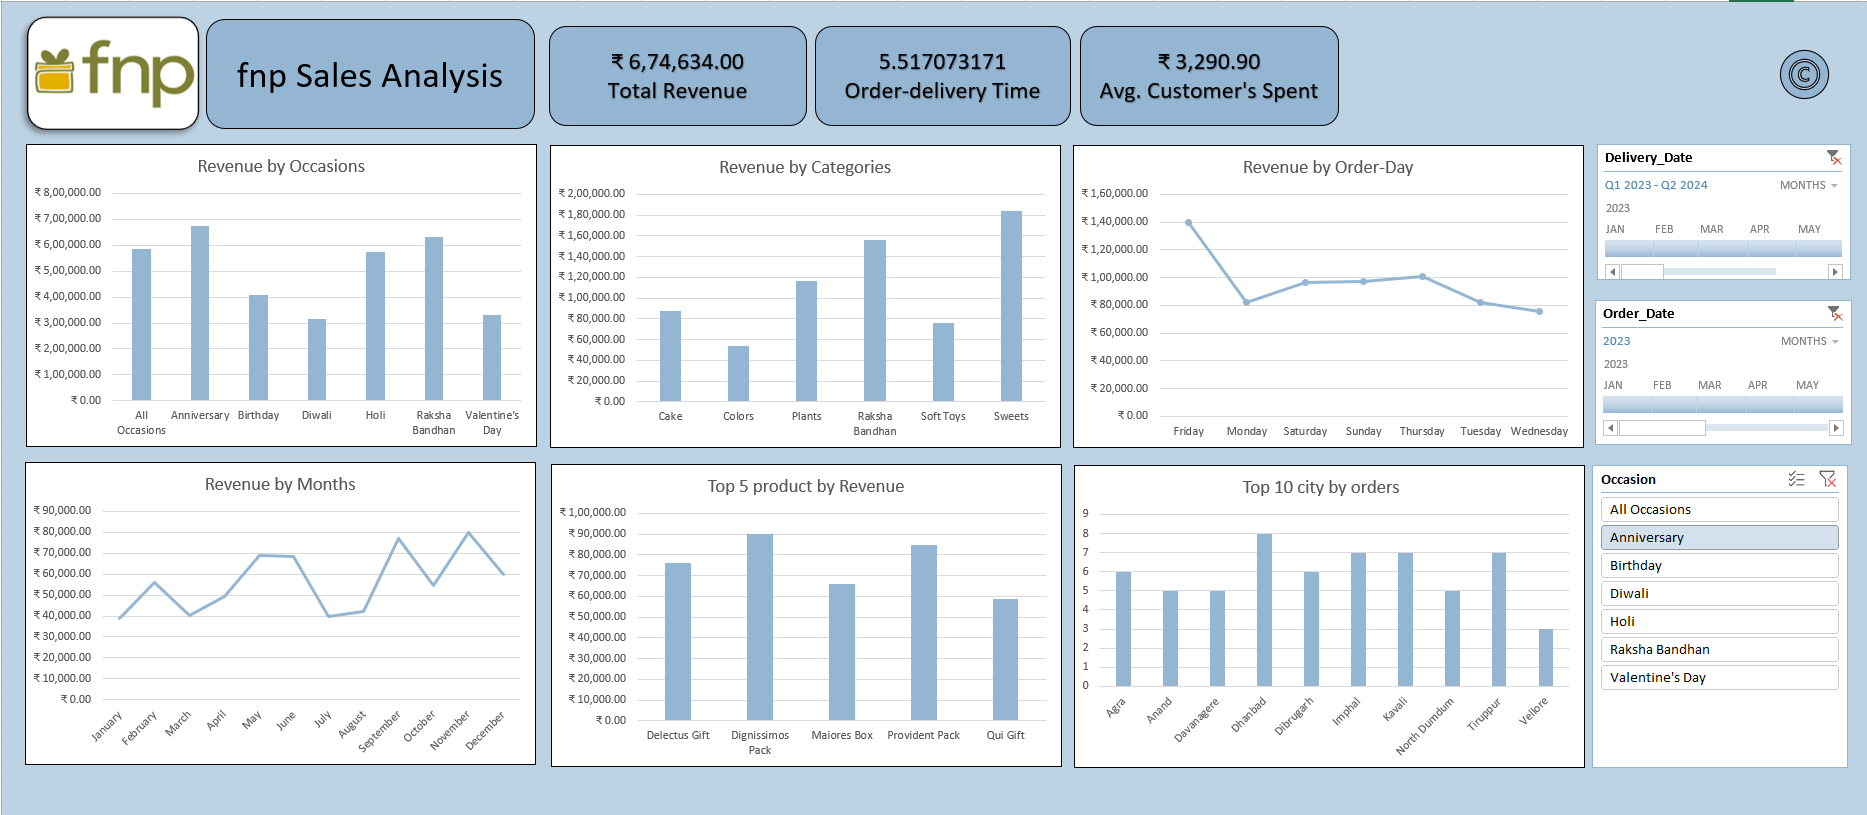 fnp
fnp Sales Analysis
₹ 6,74,634.00
Total Revenue
5.517073171
Order-delivery Time
₹ 3,290.90
Avg. Customer's Spent
©
Revenue by Occasions
₹ 8,00,000.00
₹ 7,00,000.00
₹ 6,00,000.00
₹ 5,00,000.00
₹ 4,00,000.00
₹ 3,00,000.00
₹ 2,00,000.00
₹ 1,00,000.00
₹ 0.00
All Occasions
Anniversary
Birthday
Diwali
Holi
Raksha Bandhan
Valentine's Day
Revenue by Categories
₹ 2,00,000.00
₹ 1,80,000.00
₹ 1,60,000.00
₹ 1,40,000.00
₹ 1,20,000.00
₹ 1,00,000.00
₹ 80,000.00
₹ 60,000.00
₹ 40,000.00
₹ 20,000.00
₹ 0.00
Cake
Colors
Plants
Raksha Bandhan
Soft Toys
Sweets
Revenue by Order-Day
₹ 1,60,000.00
₹ 1,40,000.00
₹ 1,20,000.00
₹ 1,00,000.00
₹ 80,000.00
₹ 60,000.00
₹ 40,000.00
₹ 20,000.00
₹ 0.00
Friday
Monday
Saturday
Sunday
Thursday
Tuesday
Wednesday
Delivery_Date
Q1 2023 - Q2 2024
MONTHS
2023
JAN
FEB
MAR
APR
MAY
Order_Date
2023
MONTHS
2023
JAN
FEB
MAR
APR
MAY
Revenue by Months
₹ 90,000.00
₹ 80,000.00
₹ 70,000.00
₹ 60,000.00
₹ 50,000.00
₹ 40,000.00
₹ 30,000.00
₹ 20,000.00
₹ 10,000.00
₹ 0.00
January
February
March
April
May
June
July
August
September
October
November
December
Top 5 product by Revenue
₹ 1,00,000.00
₹ 90,000.00
₹ 80,000.00
₹ 70,000.00
₹ 60,000.00
₹ 50,000.00
₹ 40,000.00
₹ 30,000.00
₹ 20,000.00
₹ 10,000.00
₹ 0.00
Delectus Gift
Dignissimos Pack
Maiores Box
Provident Pack
Qui Gift
Top 10 city by orders
9
8
7
6
5
4
3
2
1
0
Agra
Anand
Davanagere
Dhanbad
Dibrugarh
Imphal
Kavali
North Dumdum
Tiruppur
Vellore
Occasion
All Occasions
Anniversary
Birthday
Diwali
Holi
Raksha Bandhan
Valentine's Day